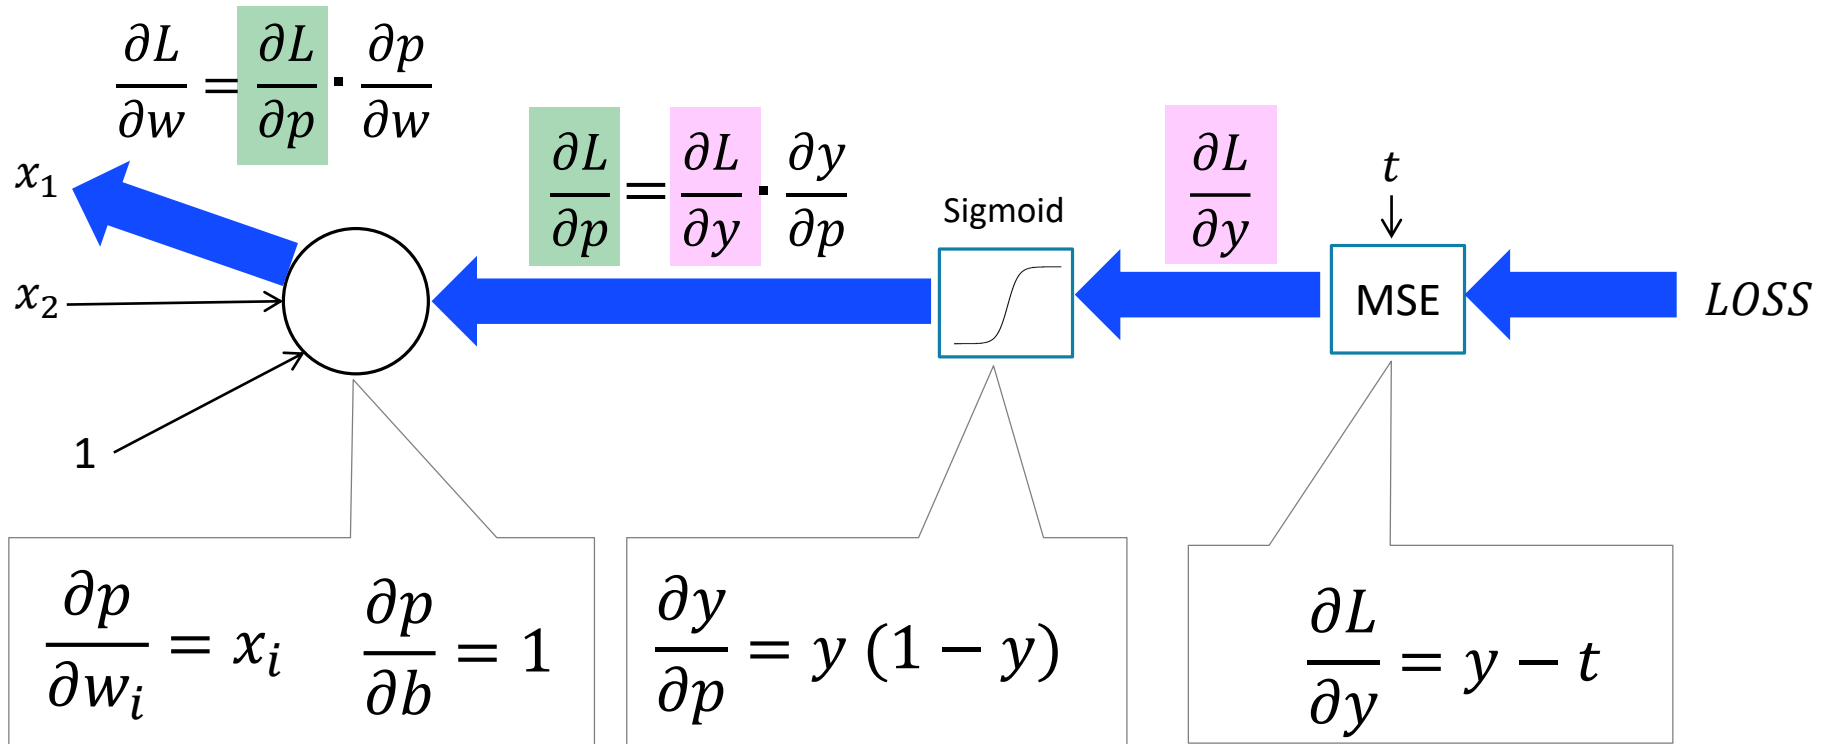 ∂L/∂w = ∂L/∂p · ∂p/∂w
∂L/∂p = ∂L/∂y · ∂y/∂p
∂L/∂y
t
x₁
Sigmoid
x₂
MSE
LOSS
1
∂p/∂wᵢ = xᵢ
∂p/∂b = 1
∂y/∂p = y (1 − y)
∂L/∂y = y − t